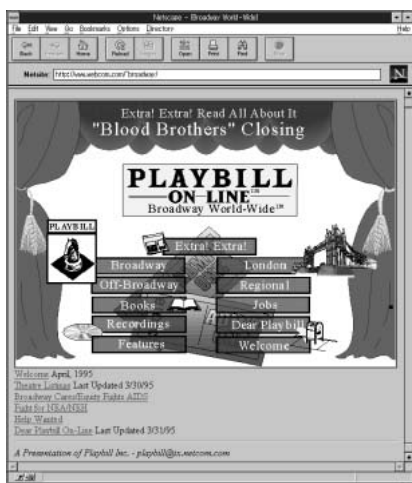 Netscape - Broadway World-Wide!
File Edit View Go Bookmarks Options Directory Help
Back Home Reload Open Print Find
Netsite: http://www.webcom.com/~broadway/
N
Extra! Extra! Read All About It
"Blood Brothers" Closing
PLAYBILL
ON-LINE™
Broadway World-Wide™
PLAYBILL
Extra! Extra!
Broadway London
Off-Broadway Regional
Books Jobs
Recordings Dear Playbill
Features Welcome
Welcome April, 1995
Theatre Listings Last Updated 3/30/95
Broadway Cares/Equity Fights AIDS
Fight for NEA/NEH
Help Wanted
Dear Playbill On-Line Last Updated 3/31/95
A Presentation of Playbill Inc. - playbill@ix.netcom.com